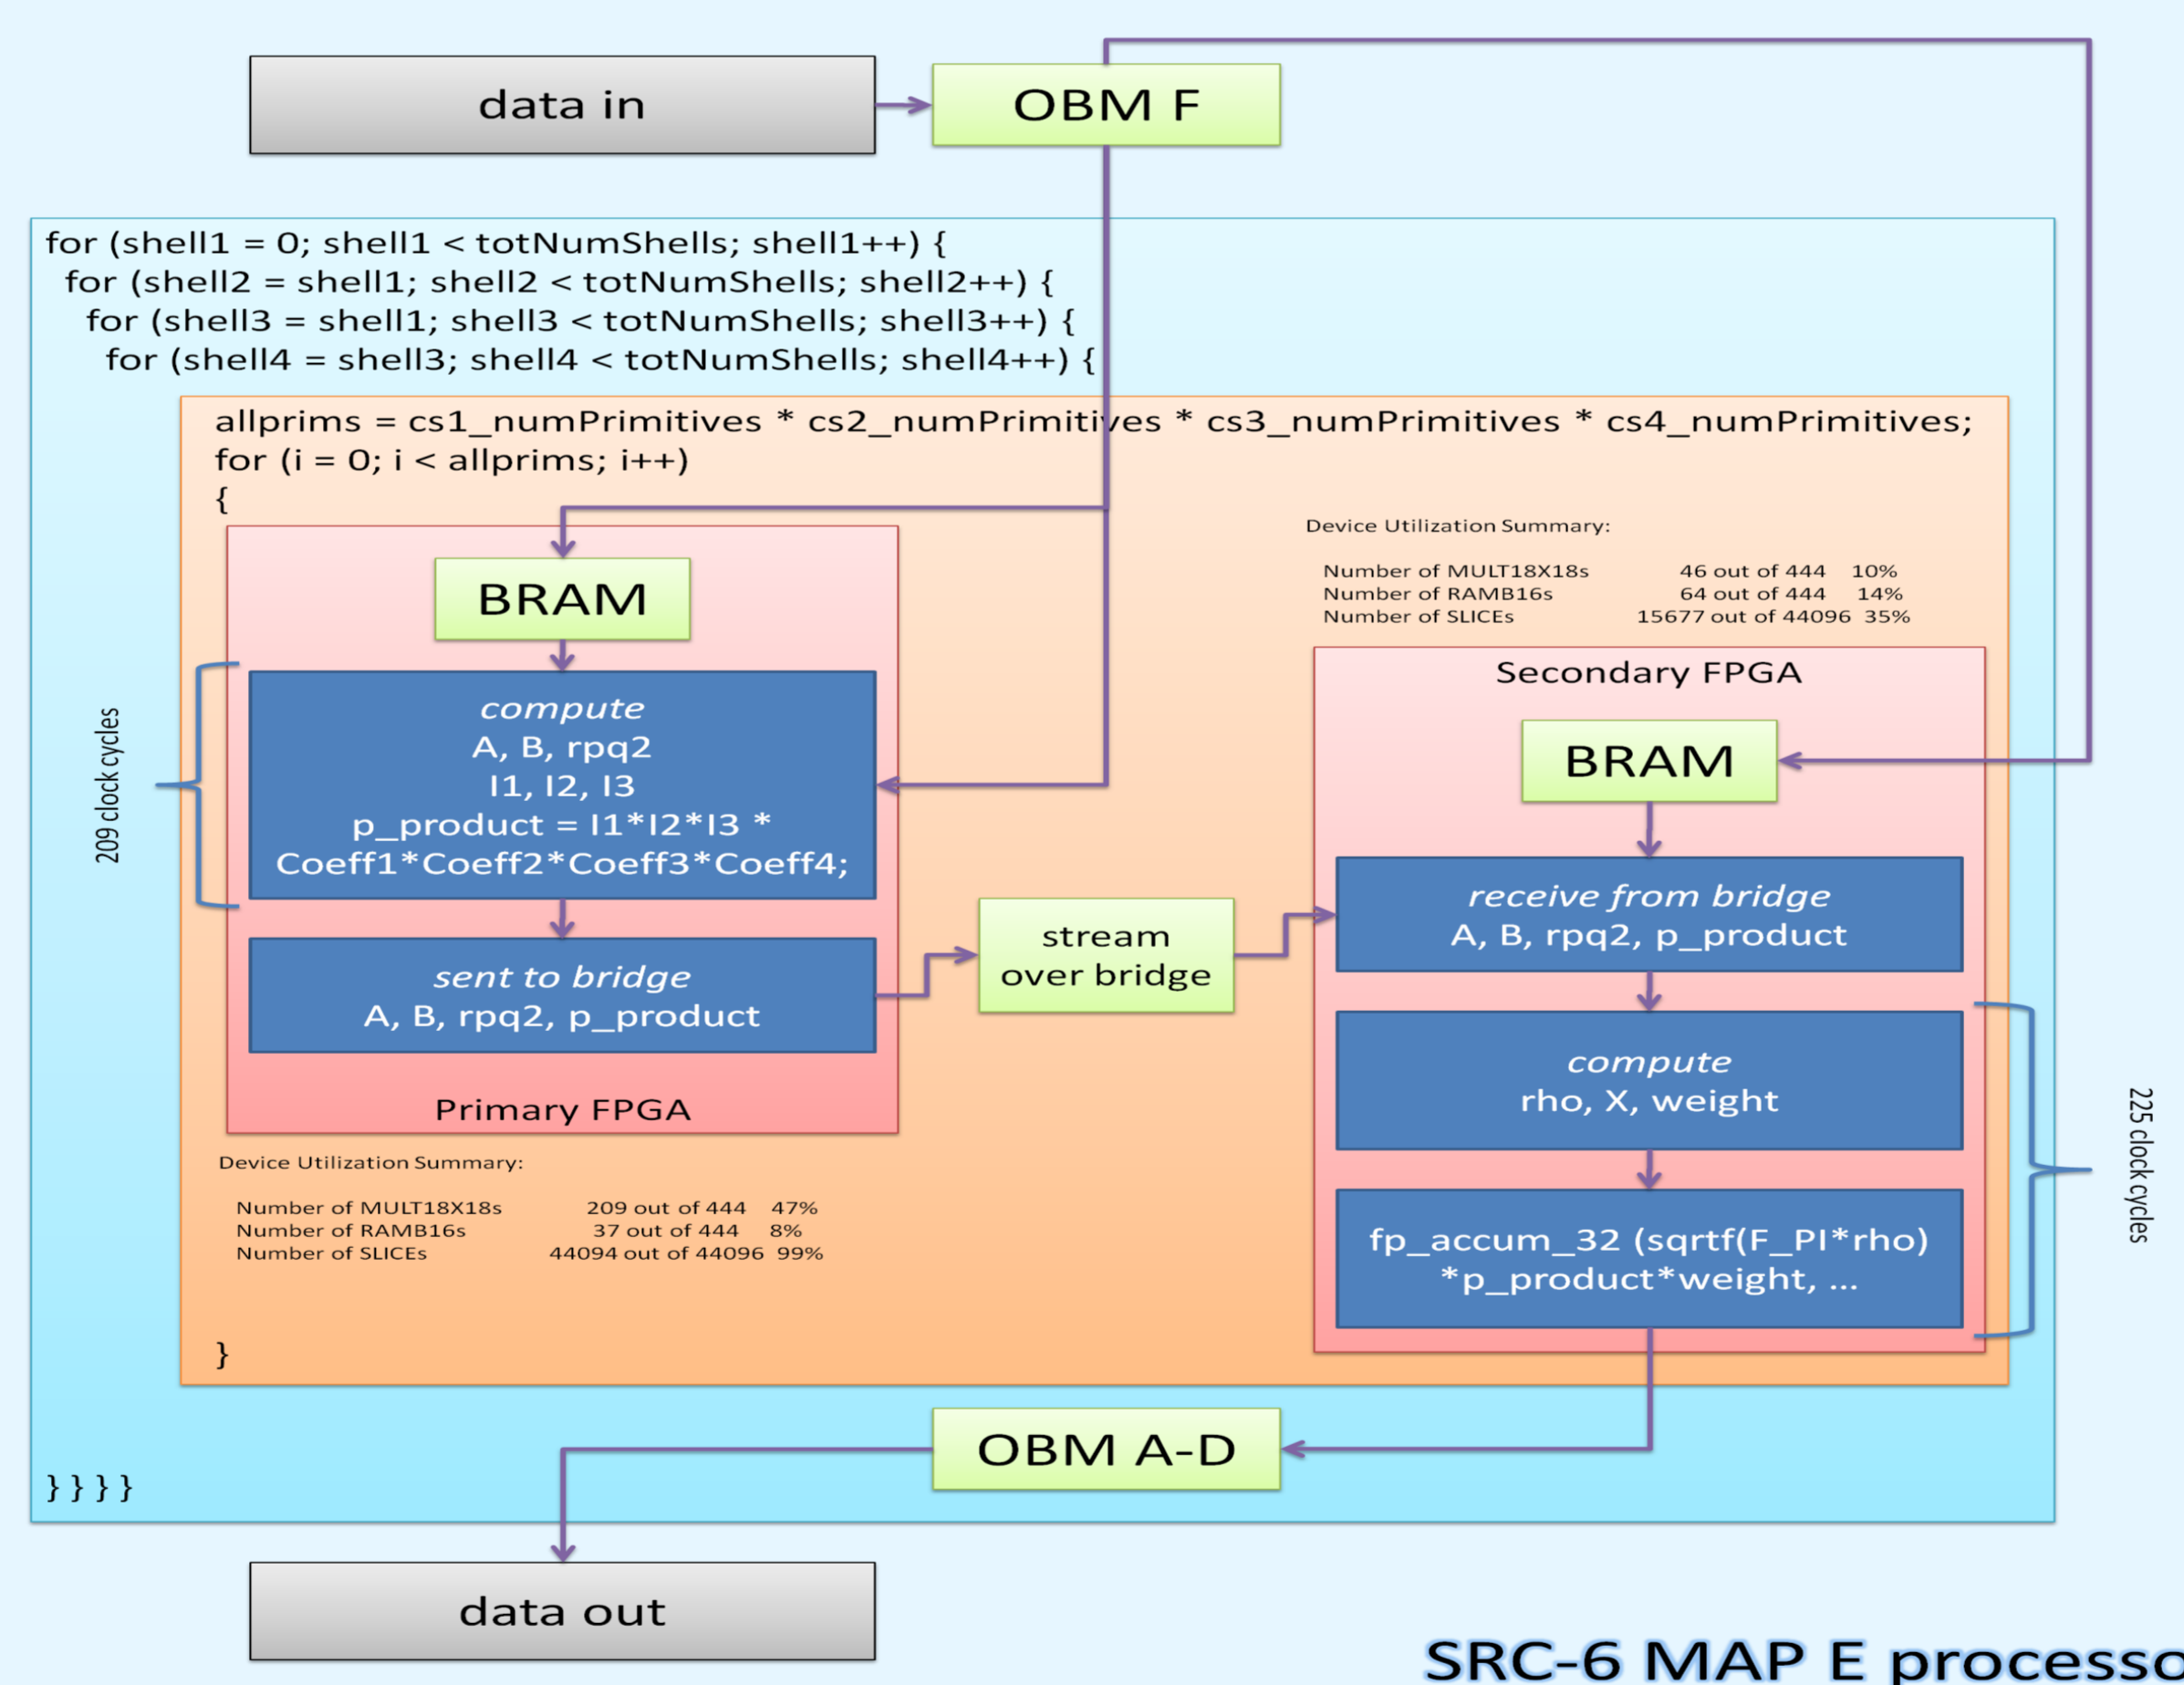 data in
OBM F
for (shell1 = 0; shell1 < totNumShells; shell1++) {
for (shell2 = shell1; shell2 < totNumShells; shell2++) {
for (shell3 = shell1; shell3 < totNumShells; shell3++) {
for (shell4 = shell3; shell4 < totNumShells; shell4++) {
allprims = cs1_numPrimitives * cs2_numPrimitives * cs3_numPrimitives * cs4_numPrimitives;
for (i = 0; i < allprims; i++)
{
BRAM
compute
A, B, rpq2
I1, I2, I3
p_product = I1*I2*I3 *
Coeff1*Coeff2*Coeff3*Coeff4;
209 clock cycles
sent to bridge
A, B, rpq2, p_product
Primary FPGA
Device Utilization Summary:
Number of MULT18X18s 209 out of 444 47%
Number of RAMB16s 37 out of 444 8%
Number of SLICEs 44094 out of 44096 99%
stream
over bridge
Device Utilization Summary:
Number of MULT18X18s 46 out of 444 10%
Number of RAMB16s 64 out of 444 14%
Number of SLICEs 15677 out of 44096 35%
Secondary FPGA
BRAM
receive from bridge
A, B, rpq2, p_product
compute
rho, X, weight
fp_accum_32 (sqrtf(F_PI*rho)
*p_product*weight, ...
225 clock cycles
}
OBM A-D
} } } }
data out
SRC-6 MAP E processo